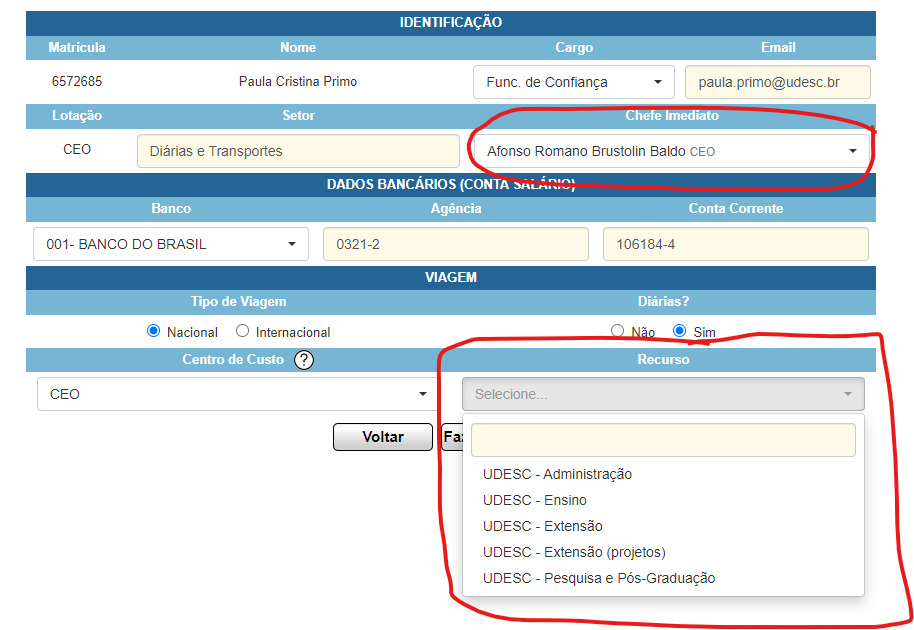 IDENTIFICAÇÃO
Matrícula Nome Cargo Email
6572685 Paula Cristina Primo Func. de Confiança paula.primo@udesc.br
Lotação Setor Chefe Imediato
CEO Diárias e Transportes Afonso Romano Brustolin Baldo CEO
DADOS BANCÁRIOS (CONTA SALÁRIO)
Banco Agência Conta Corrente
001- BANCO DO BRASIL 0321-2 106184-4
VIAGEM
Tipo de Viagem Diárias?
Nacional Internacional Não Sim
Centro de Custo ? Recurso
CEO Selecione...
Voltar Faz
UDESC - Administração
UDESC - Ensino
UDESC - Extensão
UDESC - Extensão (projetos)
UDESC - Pesquisa e Pós-Graduação